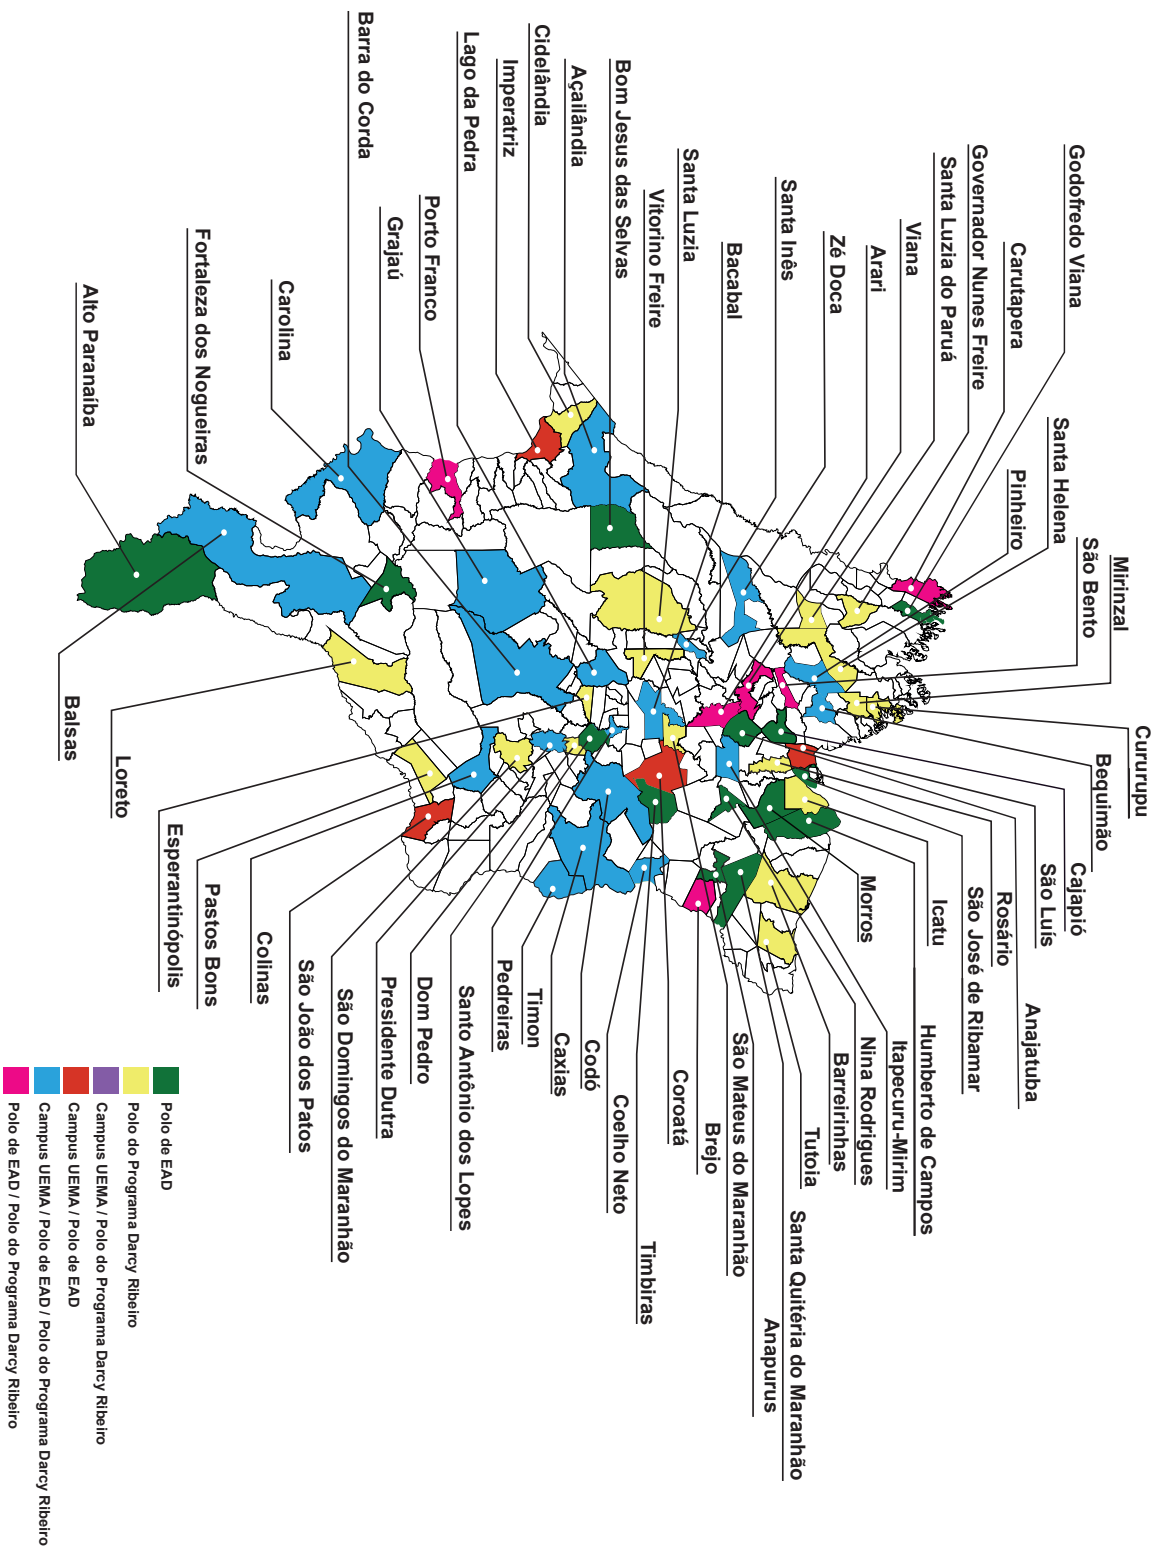 Godofredo Viana
Carutapera
Governador Nunes Freire
Santa Luzia do Paruá
Viana
Arari
Zé Doca
Santa Inês
Bacabal
Santa Luzia
Vitorino Freire
Bom Jesus das Selvas
Açailândia
Cidelândia
Imperatriz
Lago da Pedra
Porto Franco
Grajaú
Barra do Corda
Carolina
Fortaleza dos Nogueiras
Alto Paranaíba
Santa Helena
Pinheiro
Mirinzal
São Bento
Cururupu
Bequimão
Cajapió
São Luís
Anajatuba
Rosário
São José de Ribamar
Icatu
Humberto de Campos
Morros
Itapecuru-Mirim
Nina Rodrigues
Barreirinhas
Tutoia
Santa Quitéria do Maranhão
Anapurus
São Mateus do Maranhão
Brejo
Coroatá
Timbiras
Coelho Neto
Codó
Caxias
Timon
Pedreiras
Santo Antônio dos Lopes
Dom Pedro
Presidente Dutra
São Domingos do Maranhão
São João dos Patos
Colinas
Pastos Bons
Esperantinópolis
Loreto
Balsas
Polo de EAD
Polo do Programa Darcy Ribeiro
Campus UEMA / Polo do Programa Darcy Ribeiro
Campus UEMA / Polo de EAD
Campus UEMA / Polo de EAD / Polo do Programa Darcy Ribeiro
Polo de EAD / Polo do Programa Darcy Ribeiro